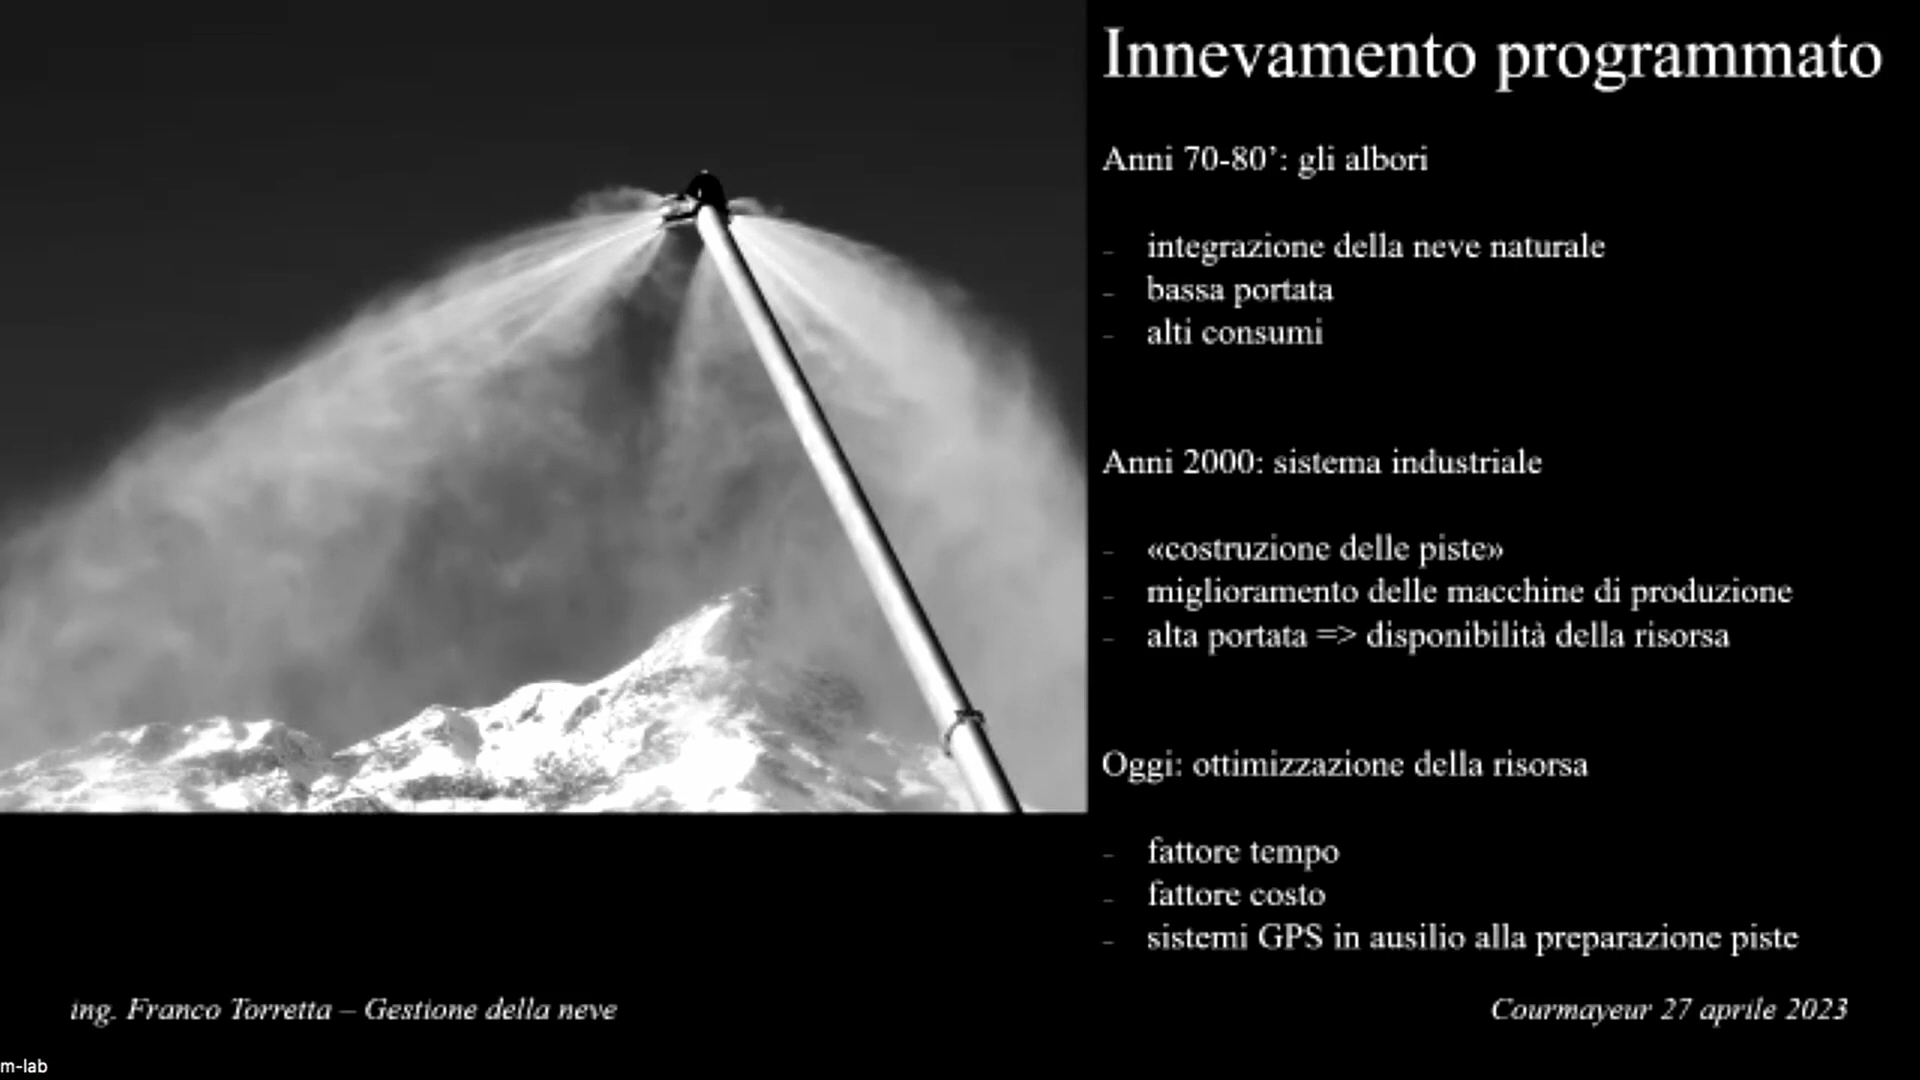 Innevamento programmato
Anni 70-80’: gli albori
- integrazione della neve naturale
- bassa portata
- alti consumi
Anni 2000: sistema industriale
- «costruzione delle piste»
- miglioramento delle macchine di produzione
- alta portata => disponibilità della risorsa
Oggi: ottimizzazione della risorsa
- fattore tempo
- fattore costo
- sistemi GPS in ausilio alla preparazione piste
ing. Franco Torretta – Gestione della neve
Courmayeur 27 aprile 2023
m-lab